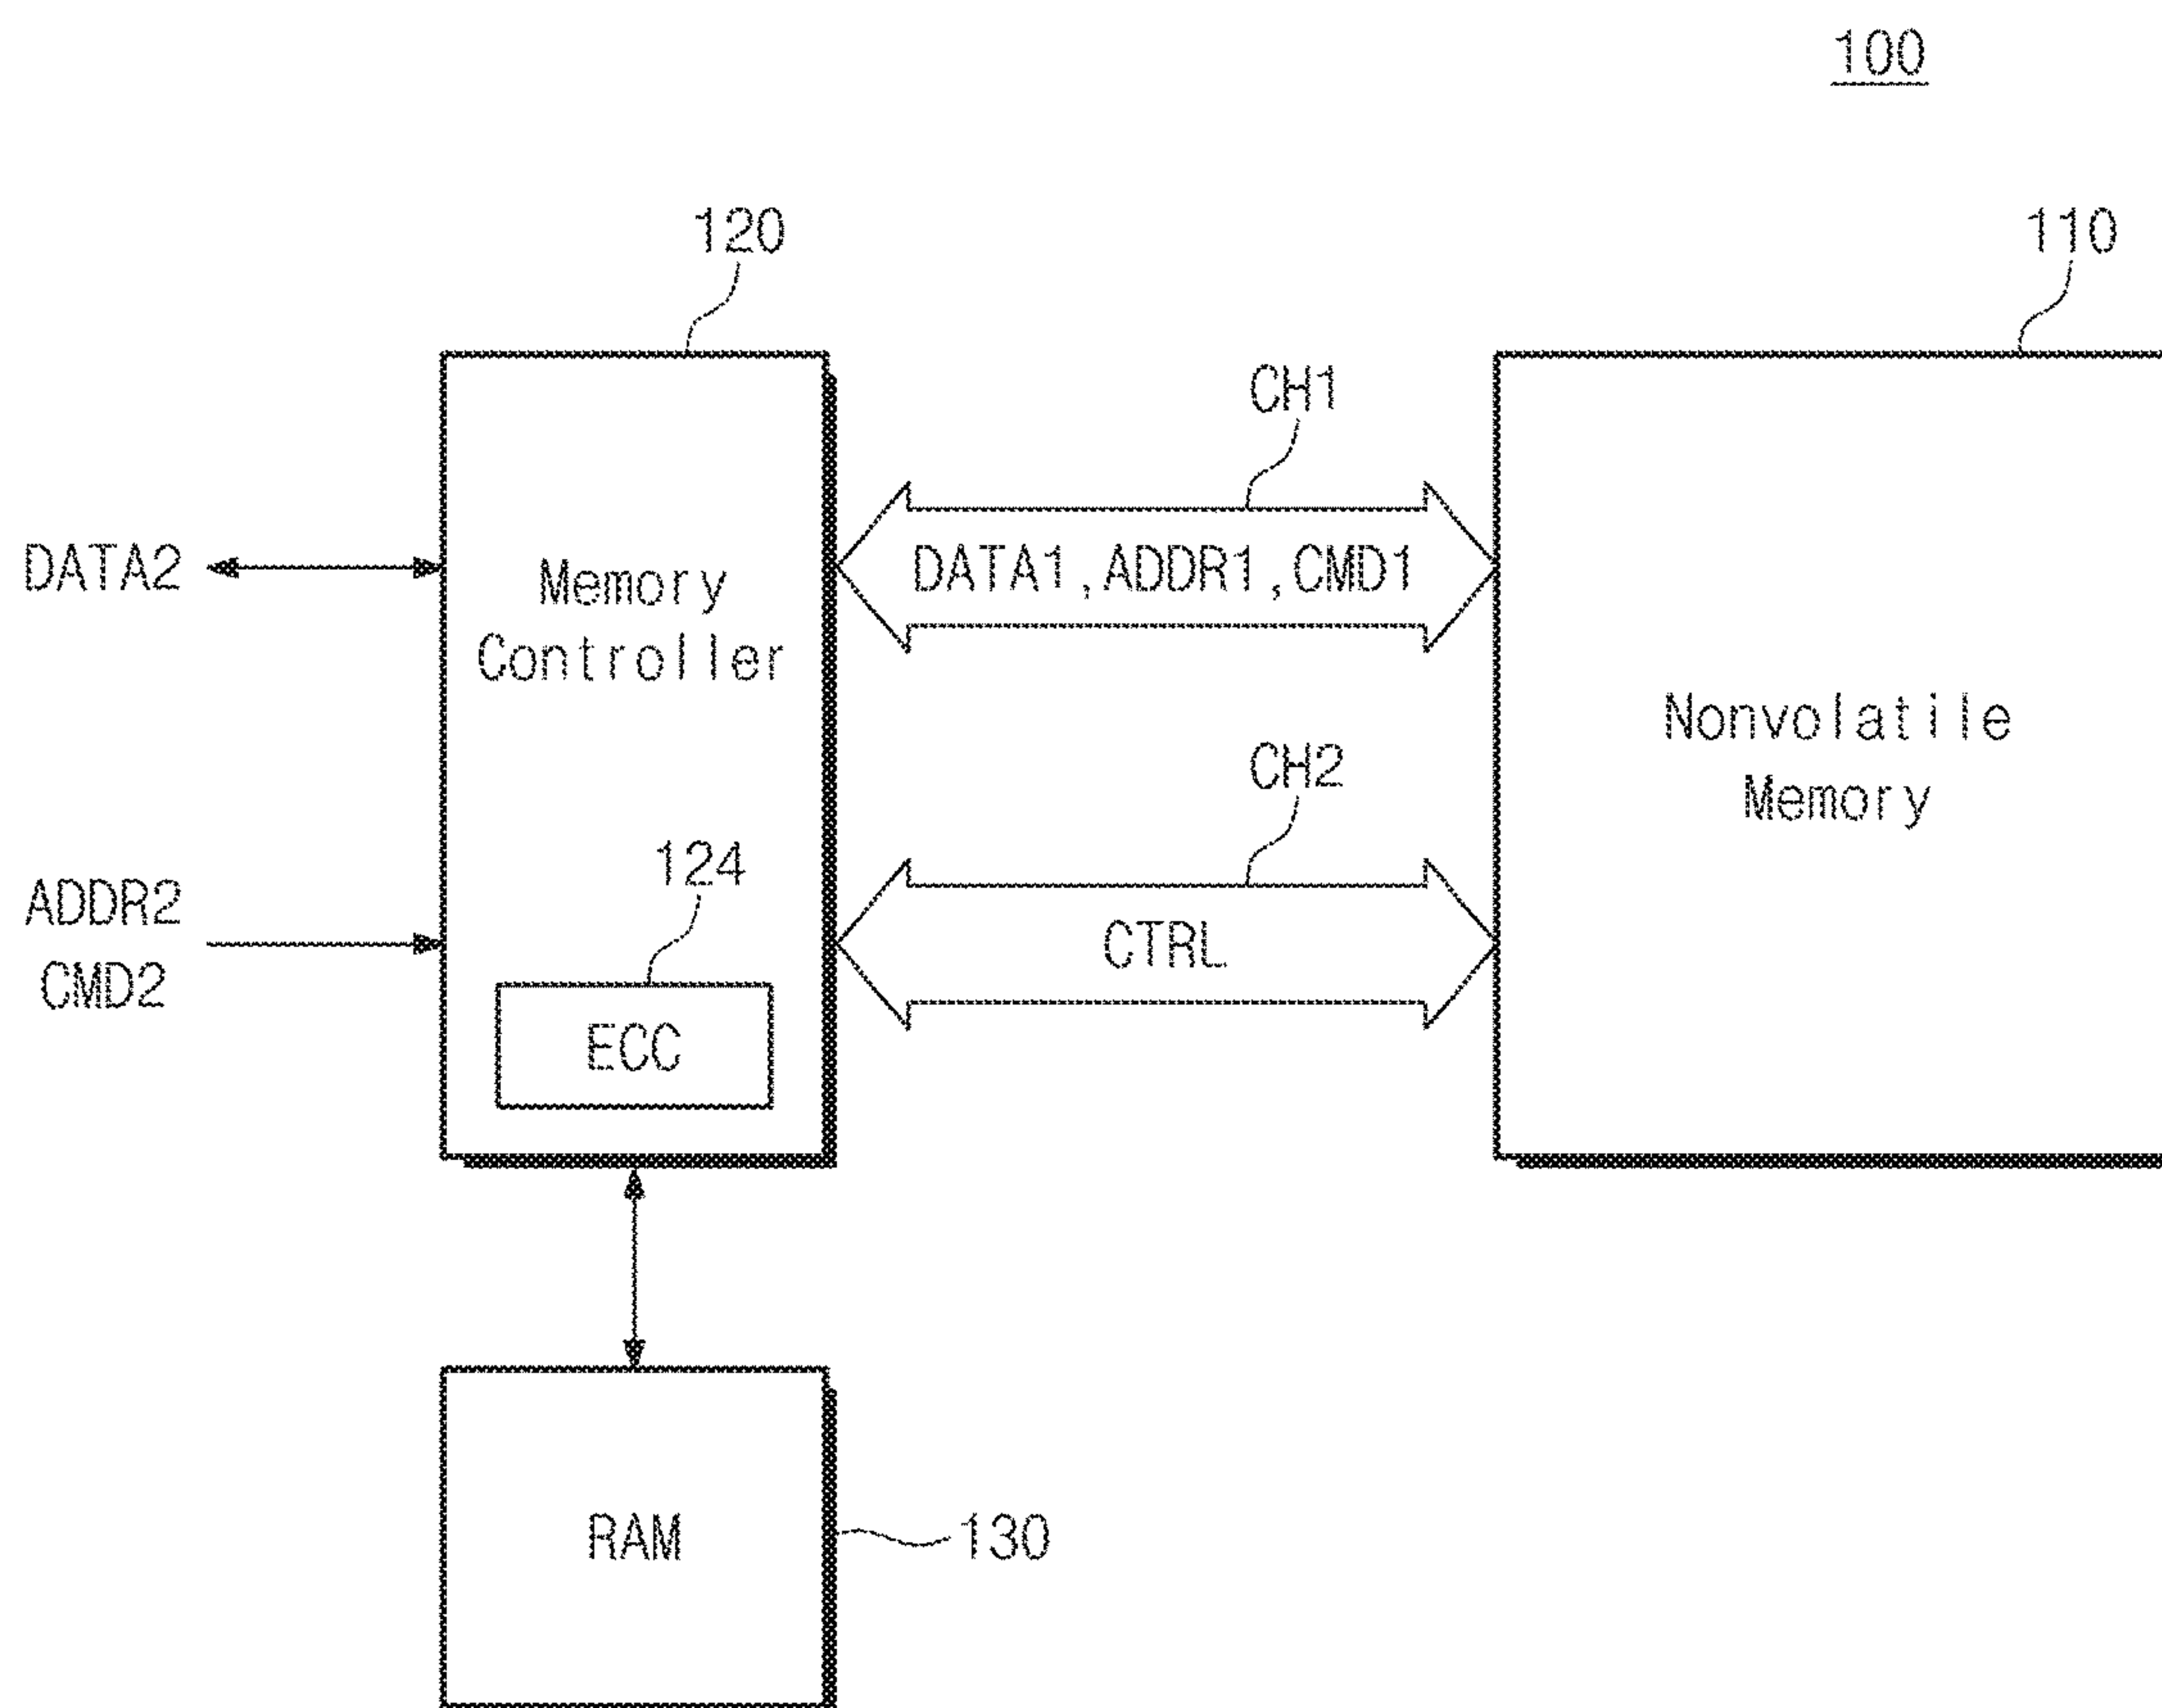 100
120
110
CH1
DATA2
Memory
Controller
DATA1,ADDR1,CMD1
Nonvolatile
Memory
CH2
124
ADDR2
CMD2
CTRL
ECC
RAM
130